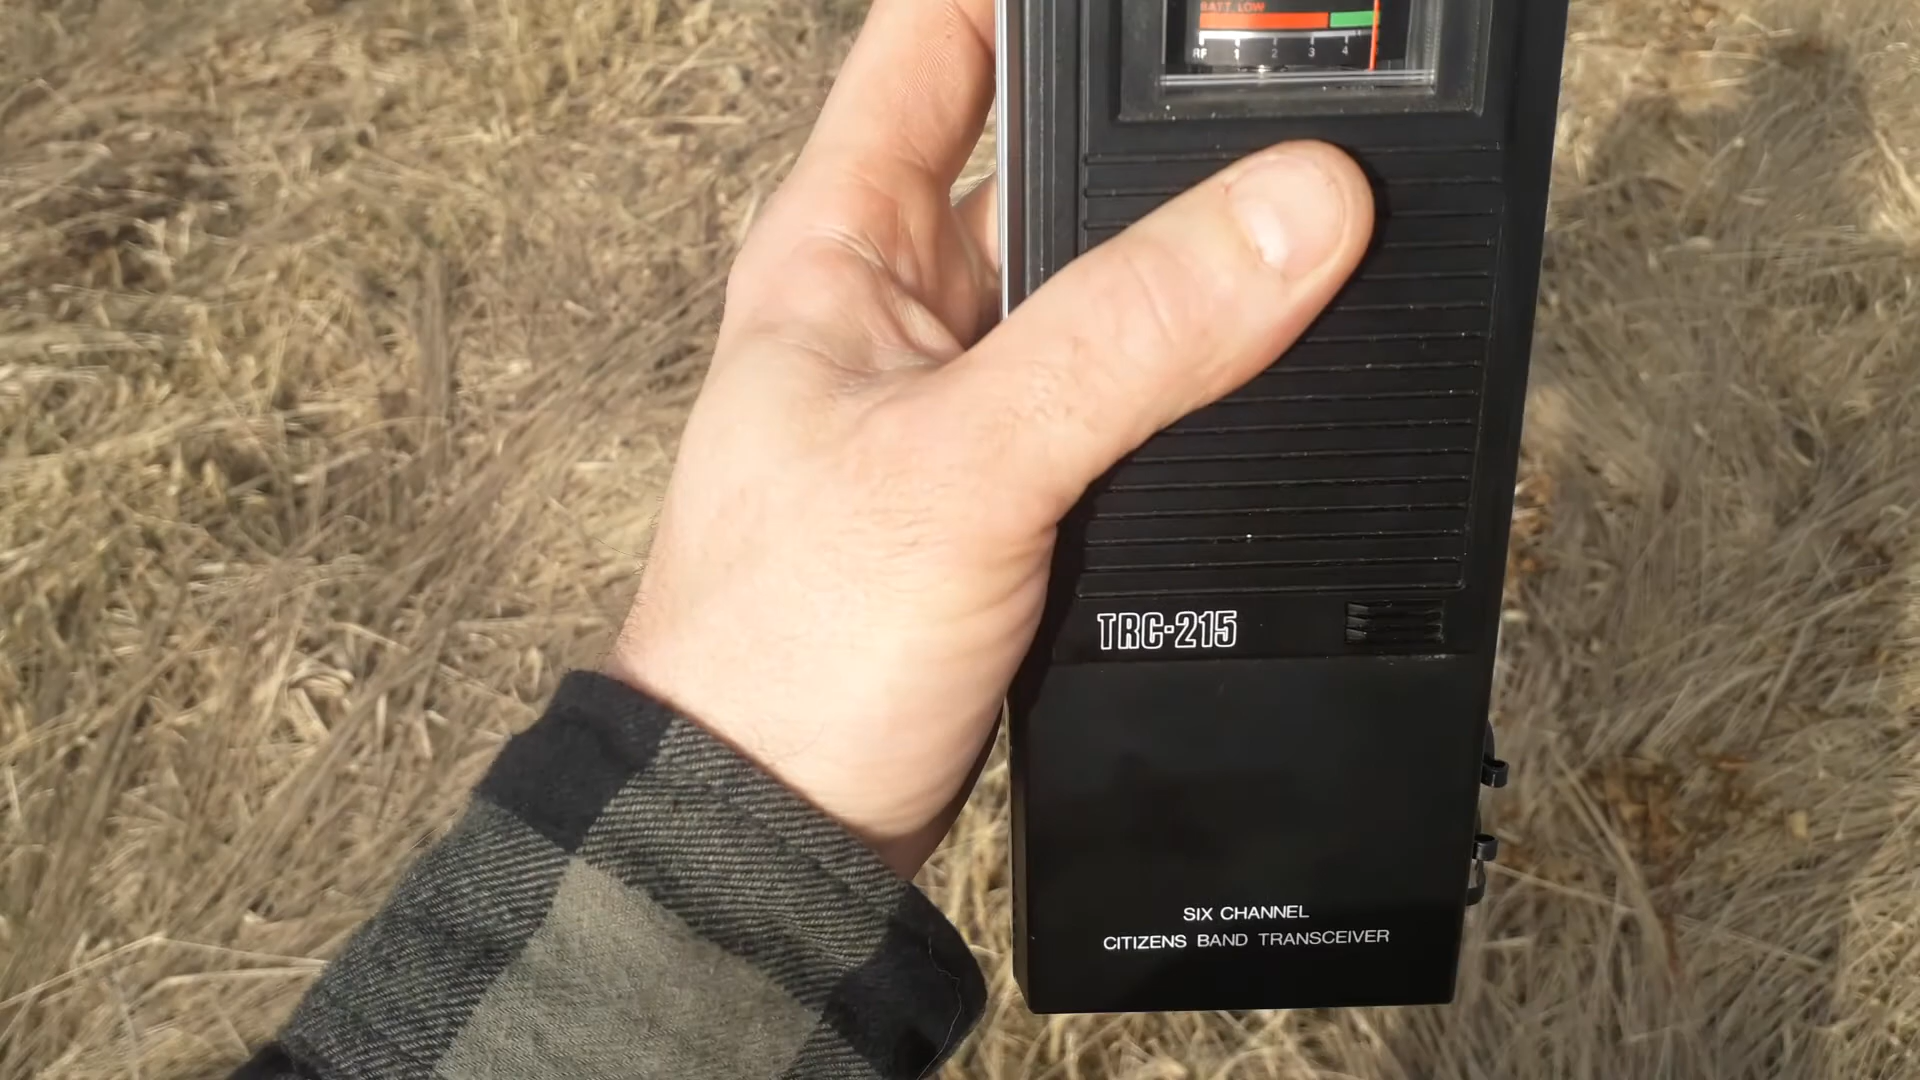 BATT. LOW
RF 1 2 3 4
TRC-215
SIX CHANNEL
CITIZENS BAND TRANSCEIVER